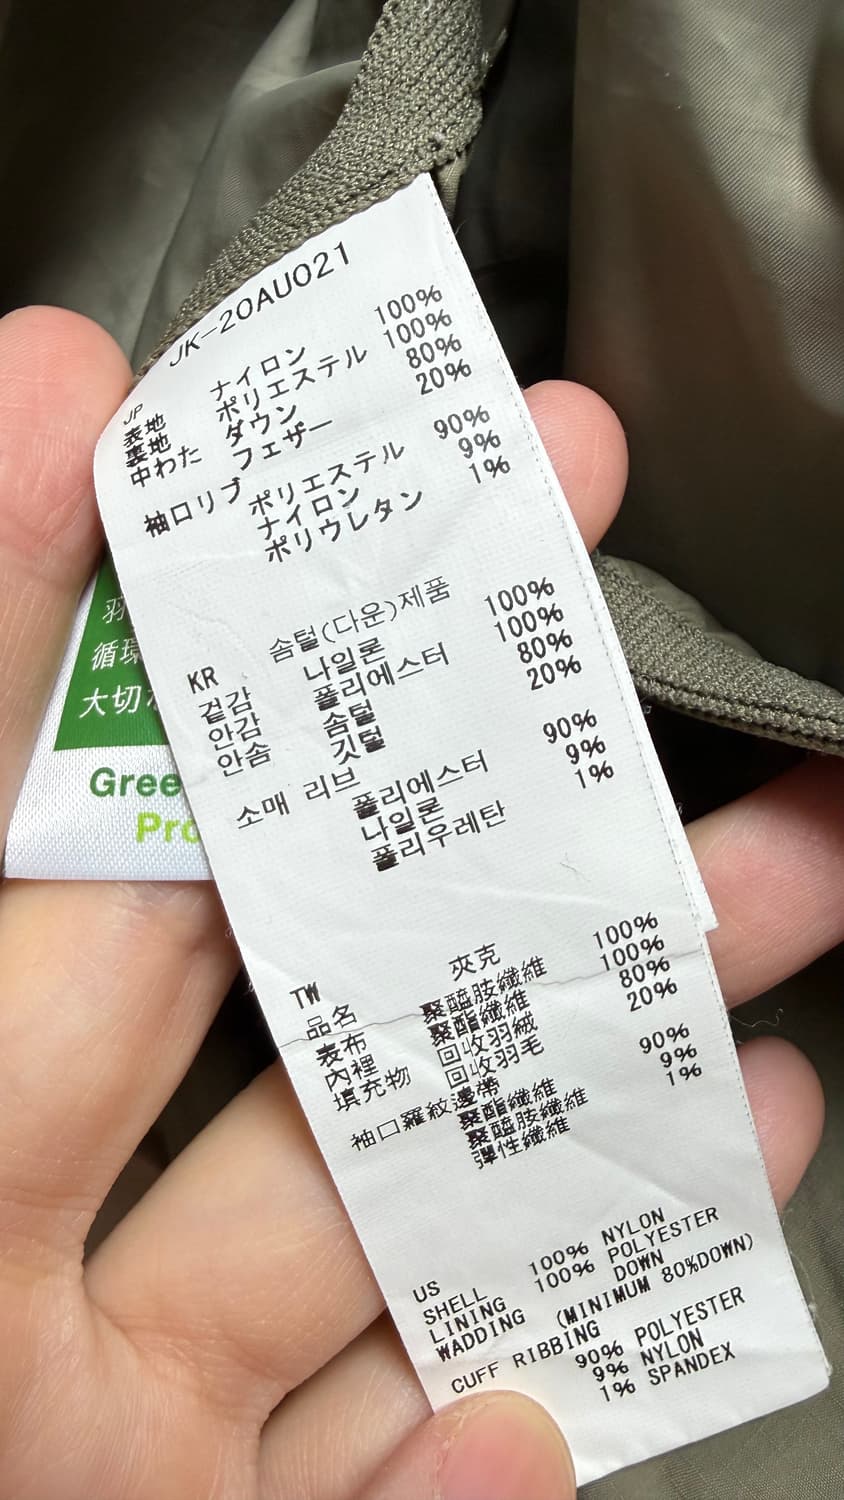 JK-20AU021
JP
表地 ナイロン 100%
裏地 ポリエステル 100%
中わた ダウン 80%
フェザー 20%
袖口リブ
ポリエステル 90%
ナイロン 9%
ポリウレタン 1%
솜털(다운)제품
KR
겉감 나일론 100%
안감 폴리에스터 100%
안솜 솜털 80%
깃털 20%
소매 리브
폴리에스터 90%
나일론 9%
폴리우레탄 1%
TW
品名 夾克
表布 聚醯胺纖維 100%
內裡 聚酯纖維 100%
填充物 回收羽絨 80%
回收羽毛 20%
袖口羅紋邊帶
聚酯纖維 90%
聚醯胺纖維 9%
彈性纖維 1%
US
SHELL 100% NYLON
LINING 100% POLYESTER
WADDING DOWN
(MINIMUM 80%DOWN)
CUFF RIBBING
90% POLYESTER
9% NYLON
1% SPANDEX
羽
循環
大切な
Gree
Pro